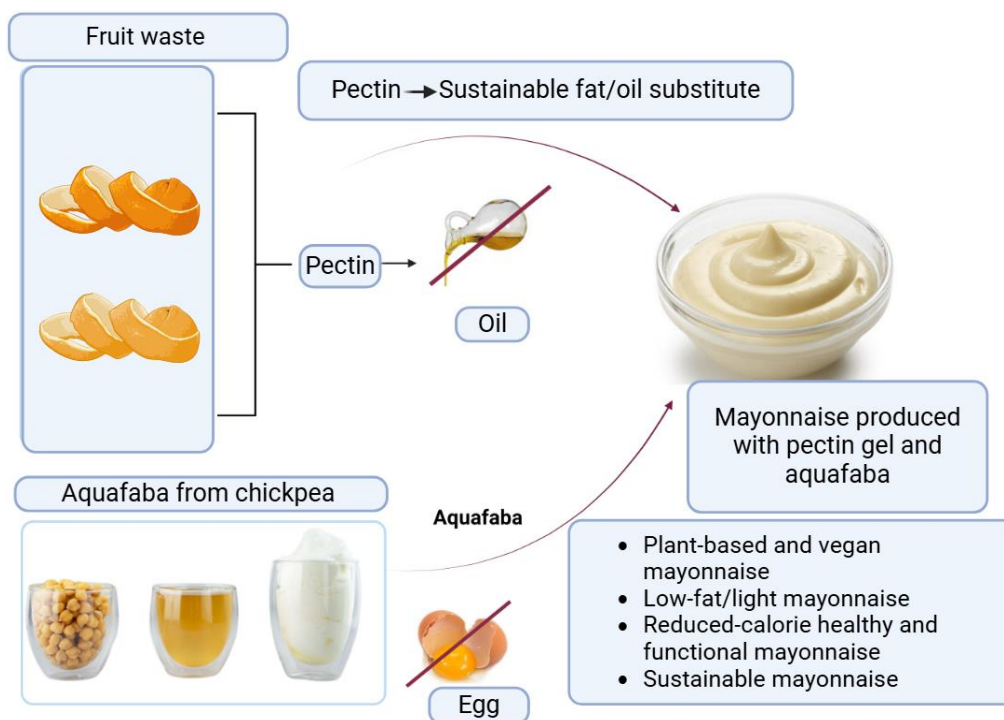 Fruit waste
Pectin → Sustainable fat/oil substitute
Pectin
Oil
Mayonnaise produced
with pectin gel and
aquafaba
Aquafaba from chickpea
Aquafaba
Egg
• Plant-based and vegan
mayonnaise
• Low-fat/light mayonnaise
• Reduced-calorie healthy and
functional mayonnaise
• Sustainable mayonnaise